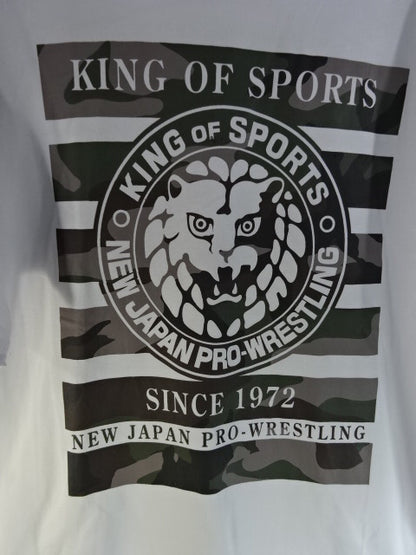 KING OF SPORTS
KING OF SPORTS
NEW JAPAN PRO-WRESTLING
SINCE 1972
NEW JAPAN PRO-WRESTLING